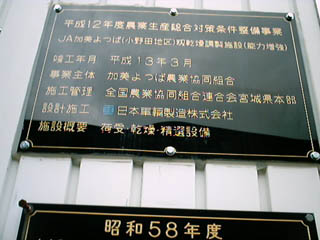 平成12年度農業生産総合対策条件整備事業
JA加美よつば(小野田地区)籾乾燥調製施設(能力増強)
竣工年月 平成13年3月
事業主体 加美よつば農業協同組合
施工管理 全国農業協同組合連合会宮城県本部
設計施工 日本車輌製造株式会社
施設概要 荷受・乾燥・精選設備
昭和58年度